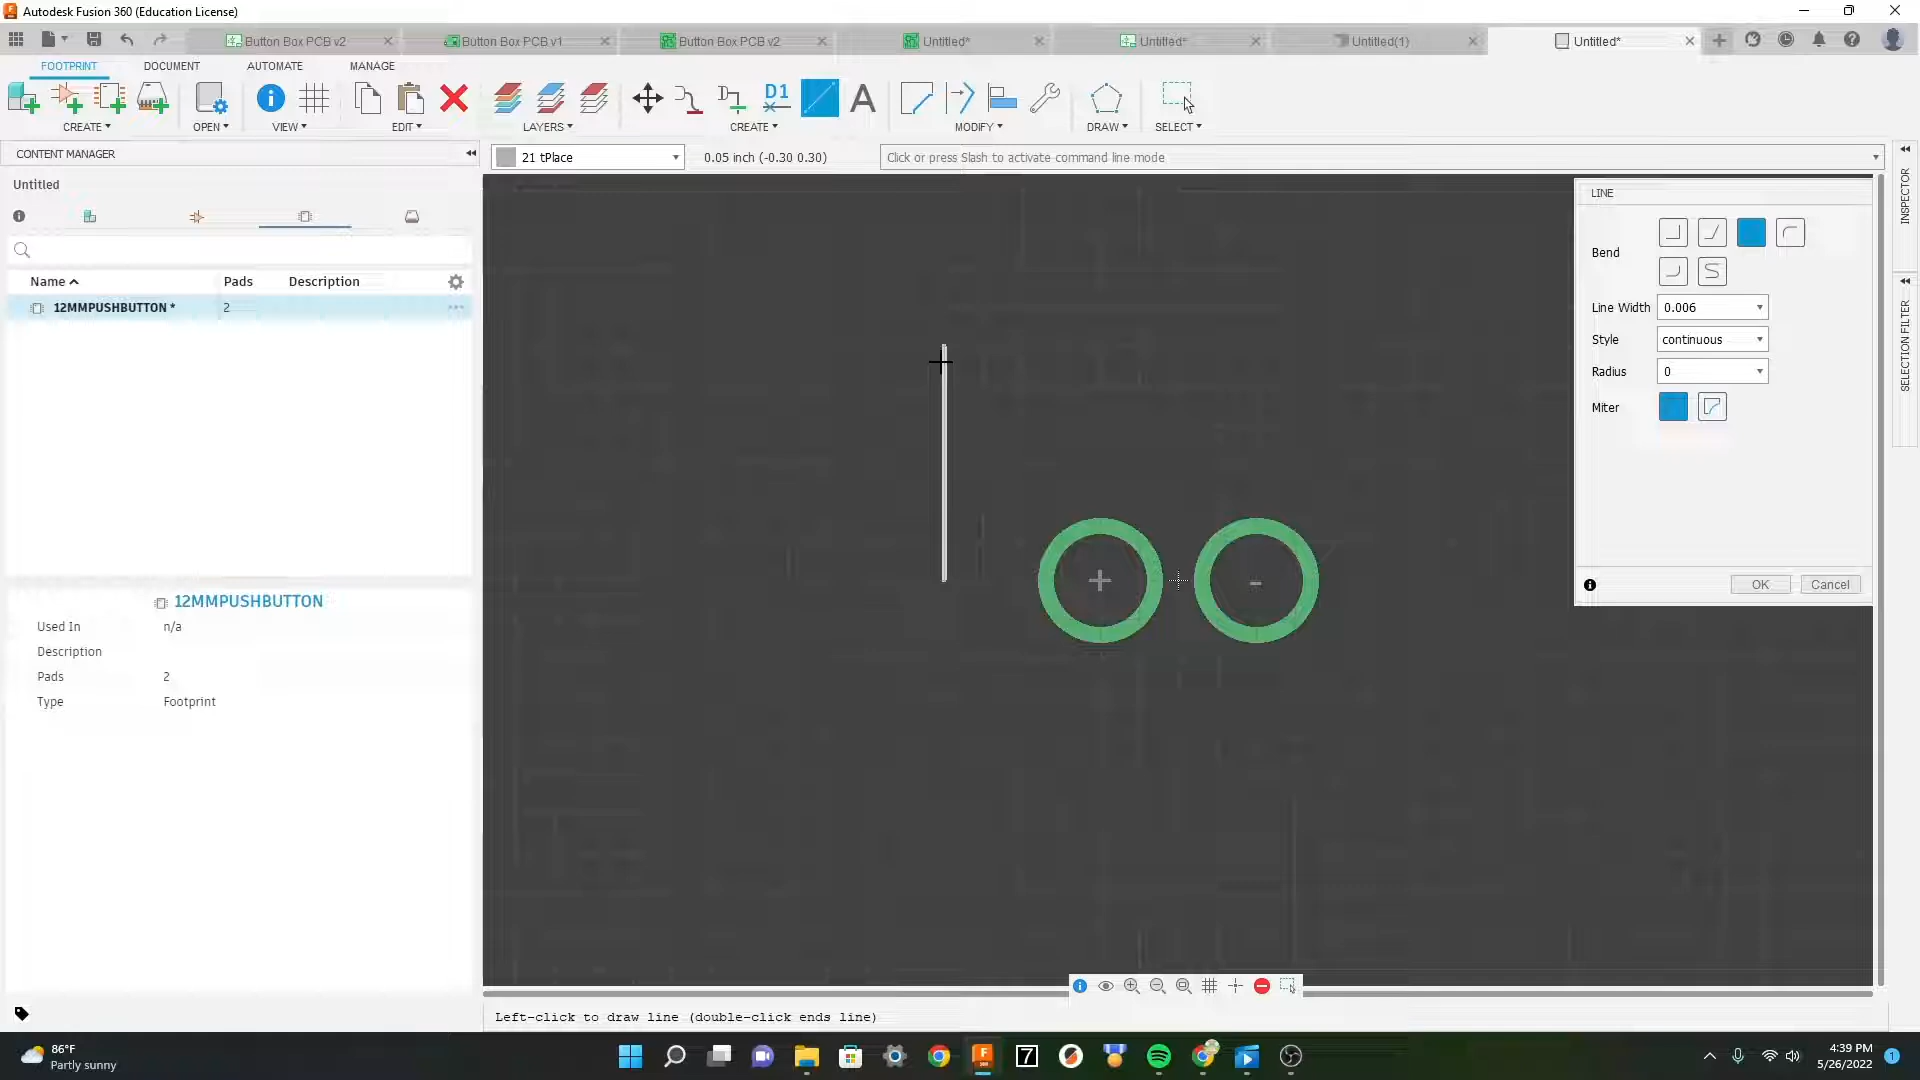 Autodesk Fusion 360 (Education License)
Button Box PCB v2
Button Box PCB v1
Button Box PCB v2
Untitled*
Untitled*
Untitled(1)
Untitled*
FOOTPRINT
DOCUMENT
AUTOMATE
MANAGE
D1
A
CREATE
OPEN
VIEW
EDIT
LAYERS
CREATE
MODIFY
DRAW
SELECT
CONTENT MANAGER
21 tPlace
0.05 inch (-0.30 0.30)
Click or press Slash to activate command line mode
Untitled
LINE
INSPECTOR
Bend
Name
Pads
Description
SELECTION FILTER
12MMPUSHBUTTON *
2
Line Width
0.006
Style
continuous
Radius
0
Miter
+
-
OK
Cancel
12MMPUSHBUTTON
Used In
n/a
Description
Pads
2
Type
Footprint
Left-click to draw line (double-click ends line)
86°F
Partly sunny
7
4:39 PM
5/26/2022
1